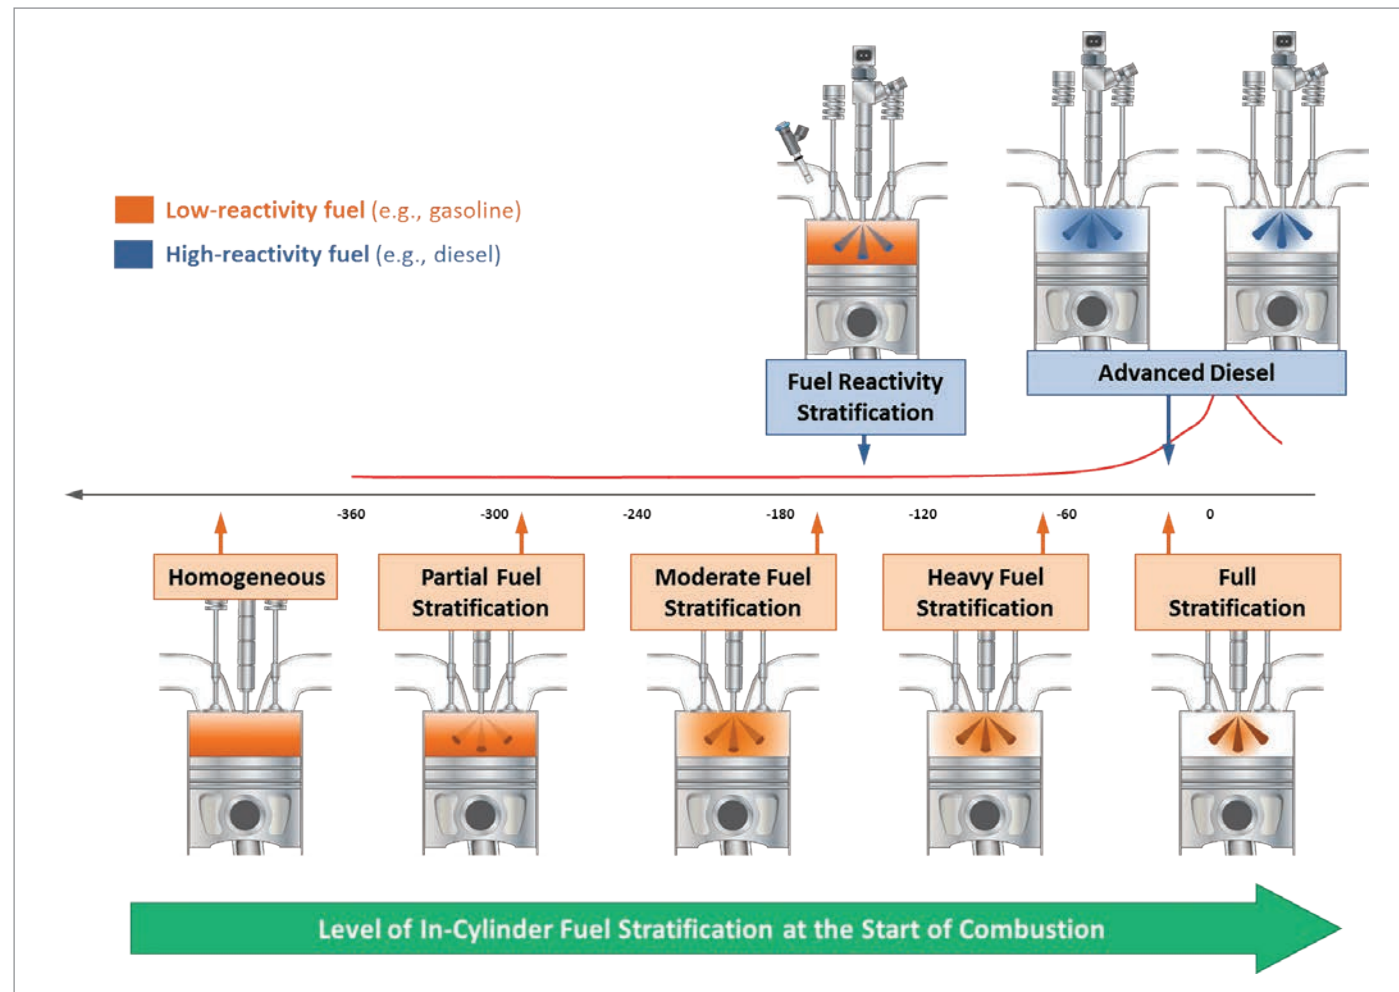 Low-reactivity fuel (e.g., gasoline)
High-reactivity fuel (e.g., diesel)
Fuel Reactivity
Stratification
Advanced Diesel
-360
-300
-240
-180
-120
-60
0
Homogeneous
Partial Fuel
Stratification
Moderate Fuel
Stratification
Heavy Fuel
Stratification
Full
Stratification
Level of In-Cylinder Fuel Stratification at the Start of Combustion